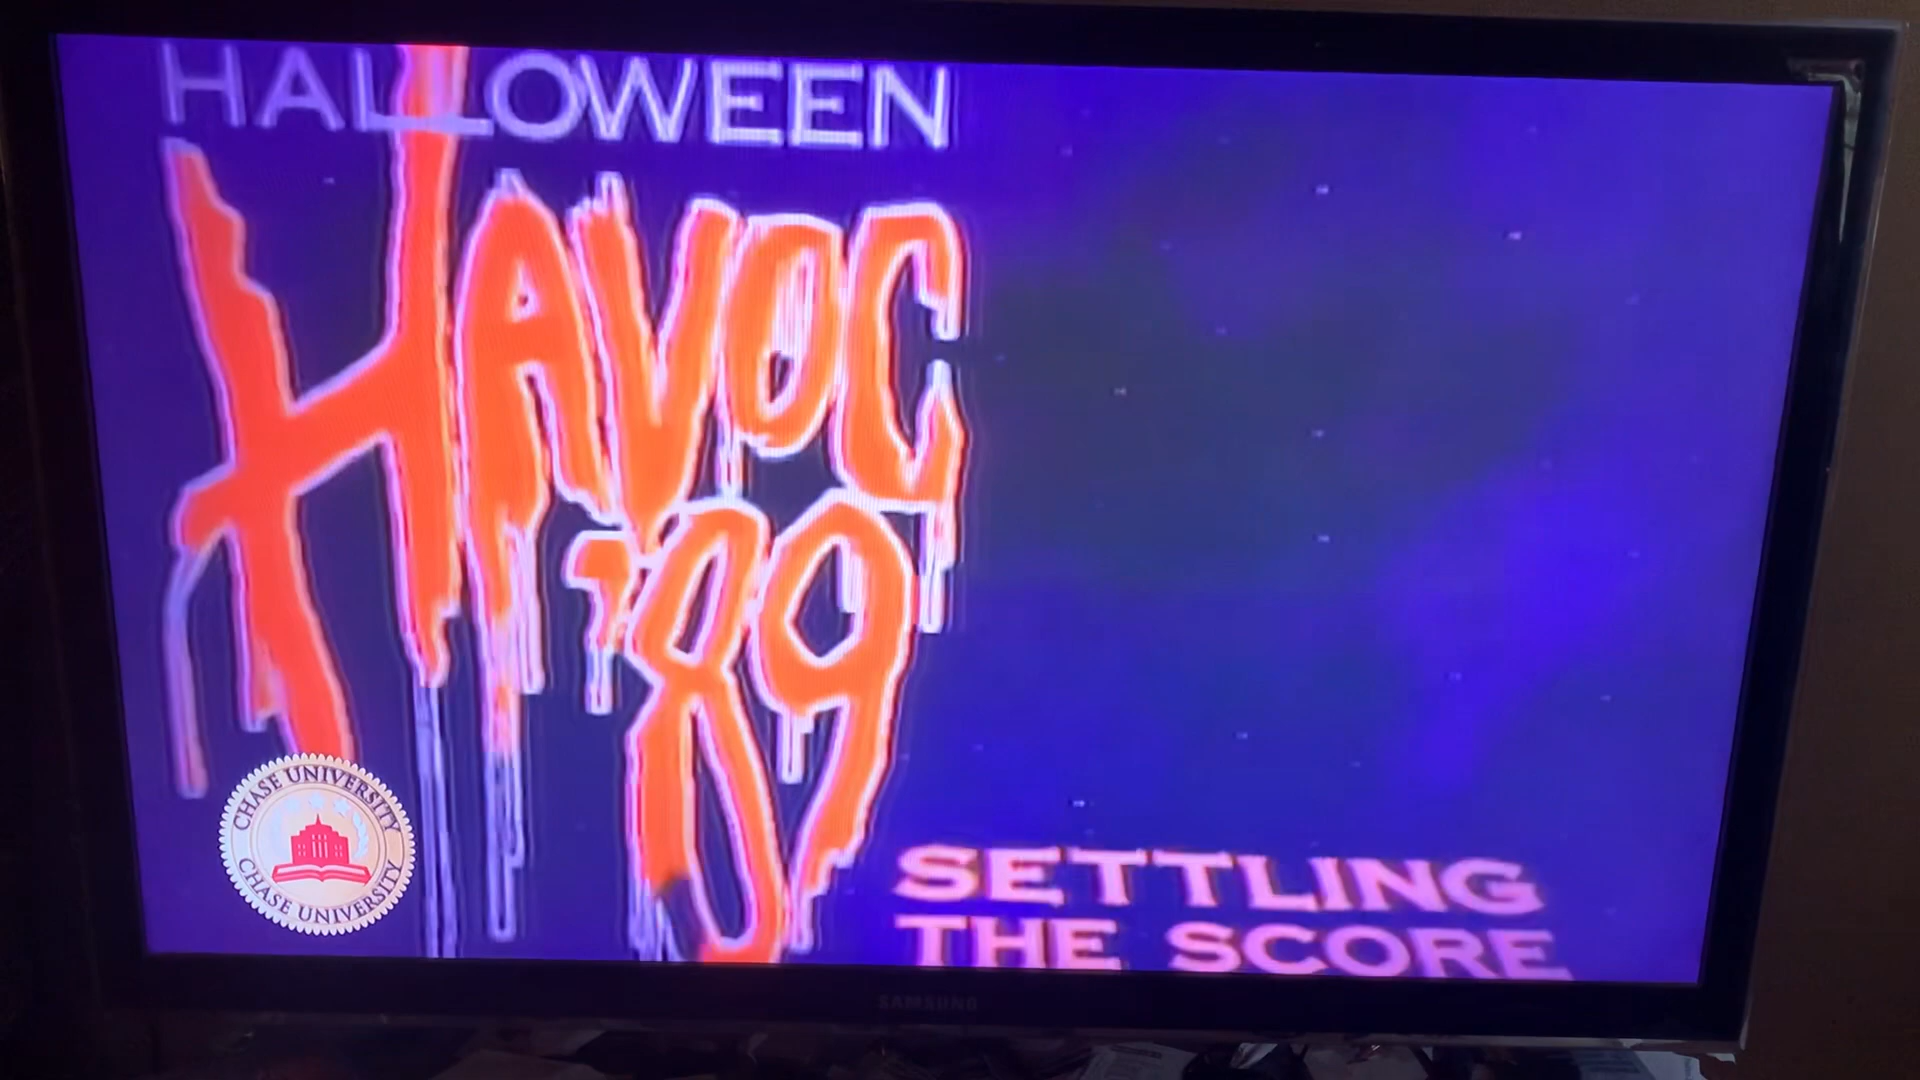 HALLOWEEN
HAVOC
'89
SETTLING
THE SCORE
CHASE UNIVERSITY
CHASE UNIVERSITY
SAMSUNG